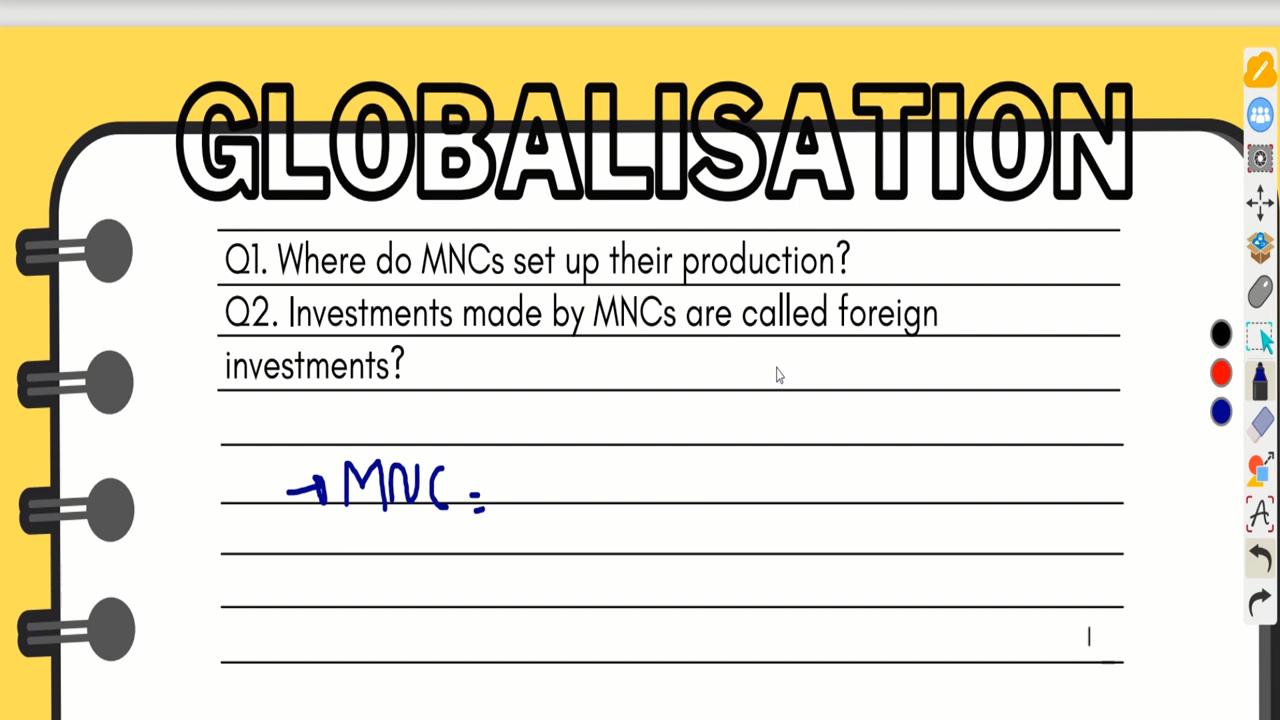 GLOBALISATION
Q1. Where do MNCs set up their production?
Q2. Investments made by MNCs are called foreign
investments?
→ MNC =